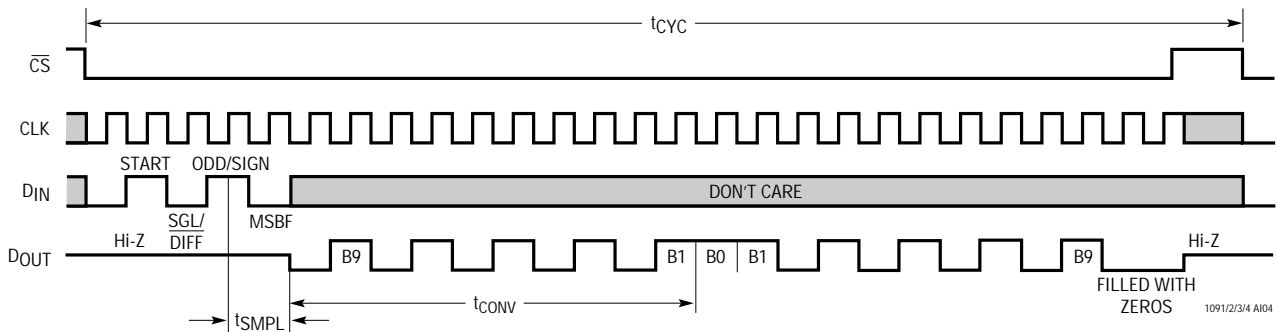 tCYC
CS
CLK
START ODD/SIGN
DIN
DON'T CARE
SGL/
DIFF
MSBF
Hi-Z
DOUT
B9
B1
B0
B1
B9
Hi-Z
FILLED WITH
ZEROS
tCONV
tSMPL
1091/2/3/4 AI04